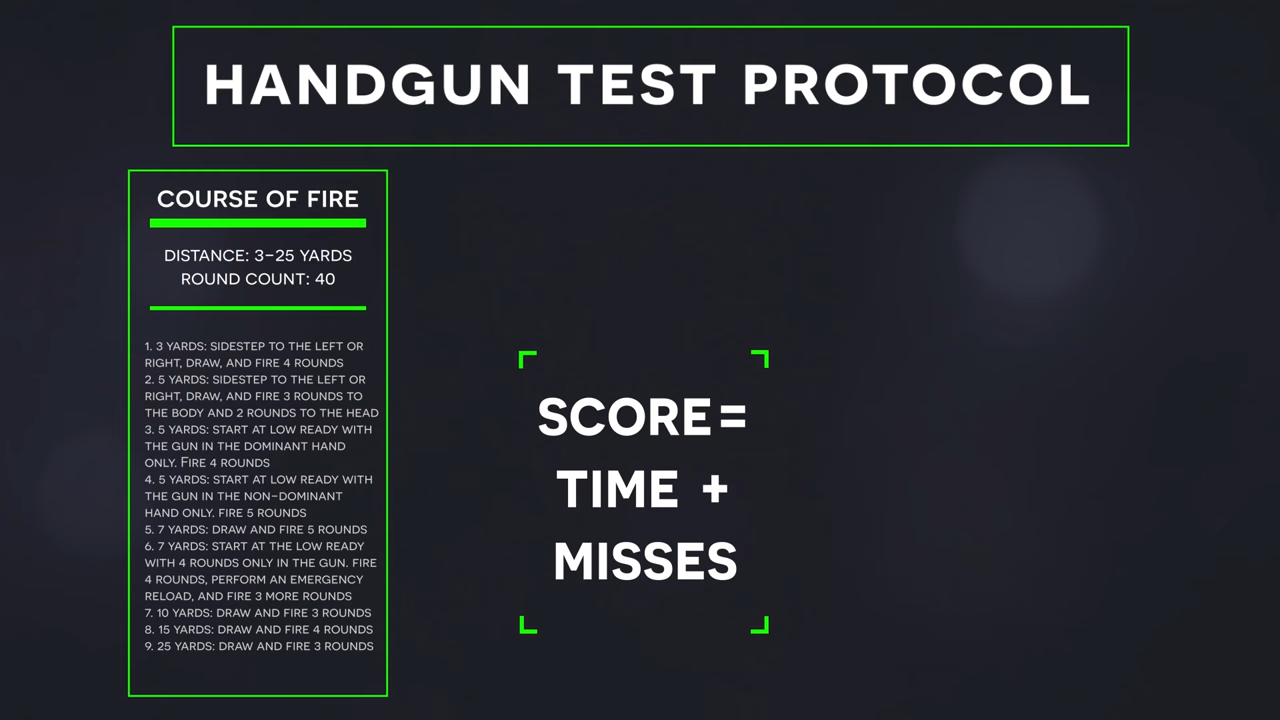 HANDGUN TEST PROTOCOL
COURSE OF FIRE
DISTANCE: 3-25 YARDS
ROUND COUNT: 40
1. 3 YARDS: SIDESTEP TO THE LEFT OR
RIGHT, DRAW, AND FIRE 4 ROUNDS
2. 5 YARDS: SIDESTEP TO THE LEFT OR
RIGHT, DRAW, AND FIRE 3 ROUNDS TO
THE BODY AND 2 ROUNDS TO THE HEAD
3. 5 YARDS: START AT LOW READY WITH
THE GUN IN THE DOMINANT HAND
ONLY. FIRE 4 ROUNDS
4. 5 YARDS: START AT LOW READY WITH
THE GUN IN THE NON-DOMINANT
HAND ONLY. FIRE 5 ROUNDS
5. 7 YARDS: DRAW AND FIRE 5 ROUNDS
6. 7 YARDS: START AT THE LOW READY
WITH 4 ROUNDS ONLY IN THE GUN. FIRE
4 ROUNDS, PERFORM AN EMERGENCY
RELOAD, AND FIRE 3 MORE ROUNDS
7. 10 YARDS: DRAW AND FIRE 3 ROUNDS
8. 15 YARDS: DRAW AND FIRE 4 ROUNDS
9. 25 YARDS: DRAW AND FIRE 3 ROUNDS
SCORE=
TIME +
MISSES